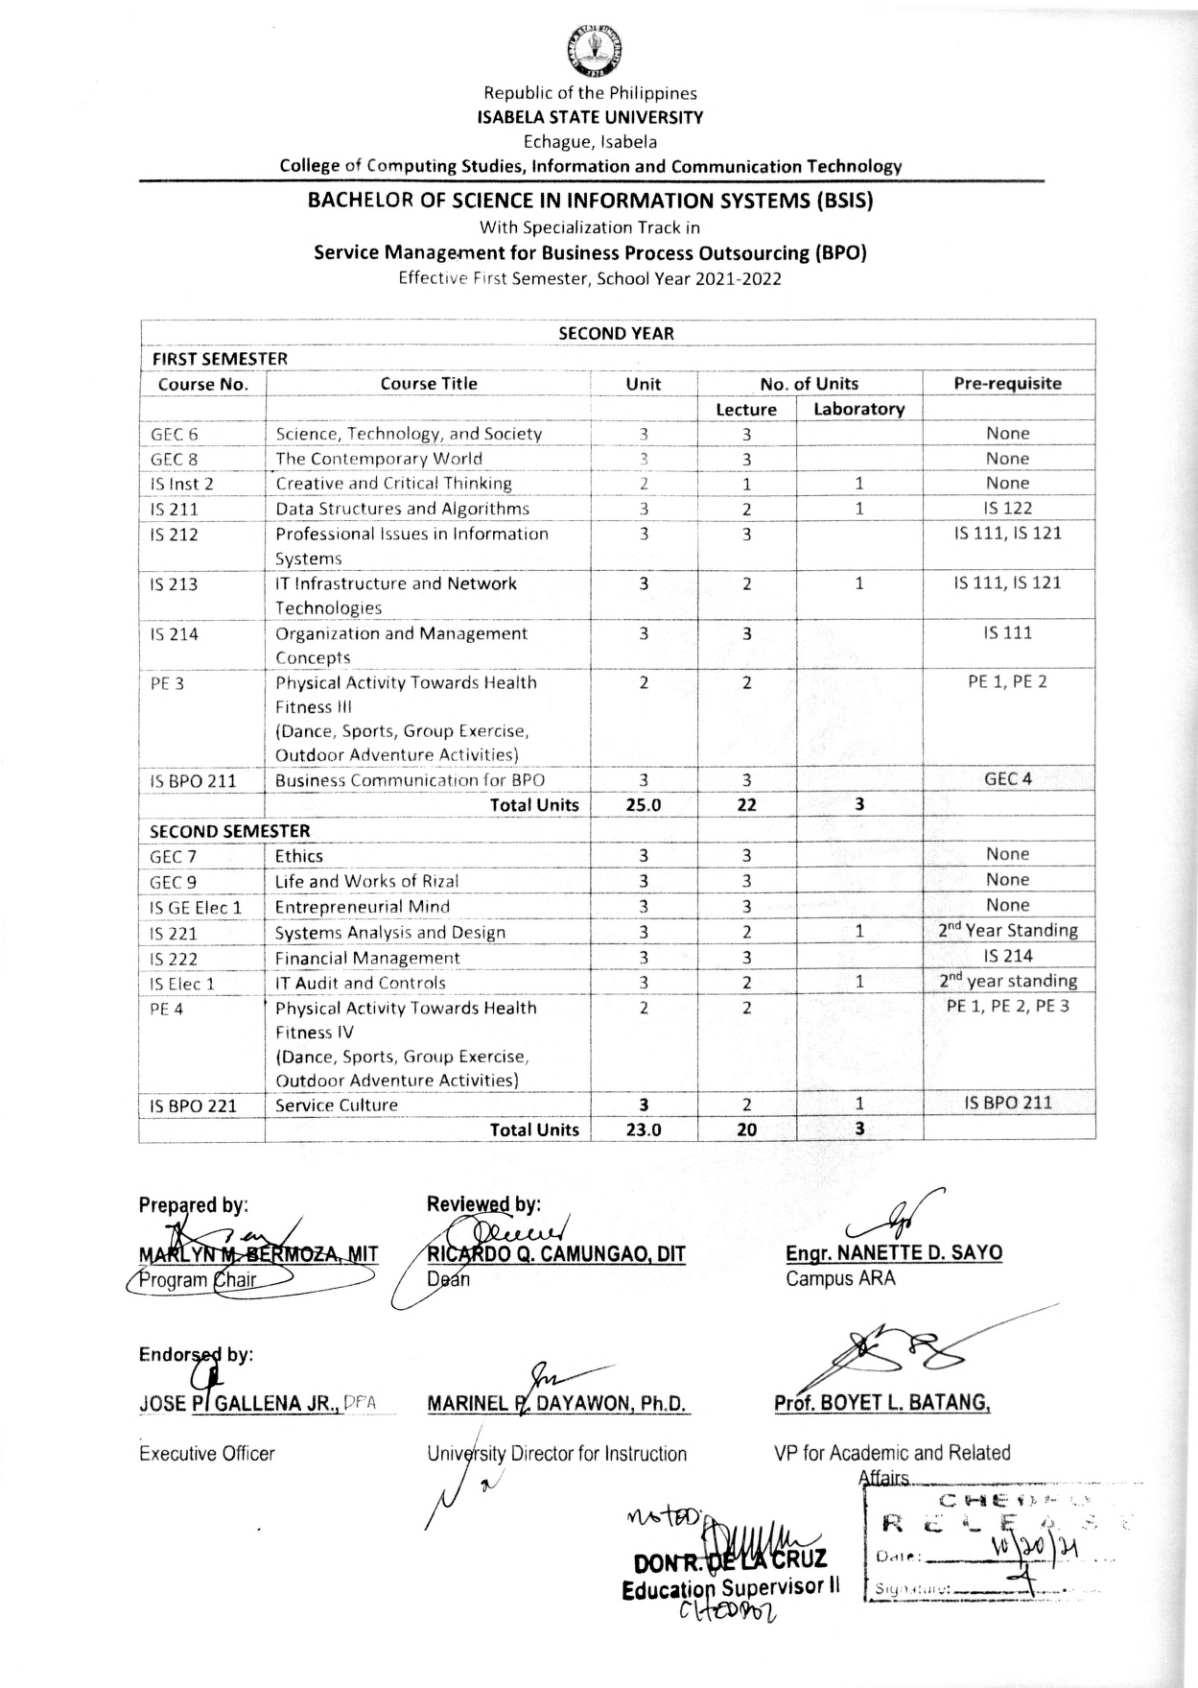 ISABELA STATE UNIVERSITY
1978
Republic of the Philippines
ISABELA STATE UNIVERSITY
Echague, Isabela
College of Computing Studies, Information and Communication Technology
BACHELOR OF SCIENCE IN INFORMATION SYSTEMS (BSIS)
With Specialization Track in
Service Management for Business Process Outsourcing (BPO)
Effective First Semester, School Year 2021-2022
SECOND YEAR
FIRST SEMESTER
Course No. Course Title Unit No. of Units Pre-requisite
Lecture Laboratory
GEC 6 Science, Technology, and Society 3 3 None
GEC 8 The Contemporary World 3 3 None
IS Inst 2 Creative and Critical Thinking 2 1 1 None
IS 211 Data Structures and Algorithms 3 2 1 IS 122
IS 212 Professional Issues in Information 3 3 IS 111, IS 121
Systems
IS 213 IT Infrastructure and Network 3 2 1 IS 111, IS 121
Technologies
IS 214 Organization and Management 3 3 IS 111
Concepts
PE 3 Physical Activity Towards Health 2 2 PE 1, PE 2
Fitness III
(Dance, Sports, Group Exercise,
Outdoor Adventure Activities)
IS BPO 211 Business Communication for BPO 3 3 GEC 4
Total Units 25.0 22 3
SECOND SEMESTER
GEC 7 Ethics 3 3 None
GEC 9 Life and Works of Rizal 3 3 None
IS GE Elec 1 Entrepreneurial Mind 3 3 None
IS 221 Systems Analysis and Design 3 2 1 2nd Year Standing
IS 222 Financial Management 3 3 IS 214
IS Elec 1 IT Audit and Controls 3 2 1 2nd year standing
PE 4 Physical Activity Towards Health 2 2 PE 1, PE 2, PE 3
Fitness IV
(Dance, Sports, Group Exercise,
Outdoor Adventure Activities)
IS BPO 221 Service Culture 3 2 1 IS BPO 211
Total Units 23.0 20 3
Prepared by: Reviewed by:
MARLYN M. BERMOZA, MIT RICARDO Q. CAMUNGAO, DIT Engr. NANETTE D. SAYO
Program Chair Dean Campus ARA
Endorsed by:
JOSE P. GALLENA JR., DPA MARINEL P. DAYAWON, Ph.D. Prof. BOYET L. BATANG,
Executive Officer University Director for Instruction VP for Academic and Related
Affairs
NOTED:
DON R. DE LA CRUZ
Education Supervisor II
CHEDRO2
RELEASE
Date: 10/20/21
Signature: